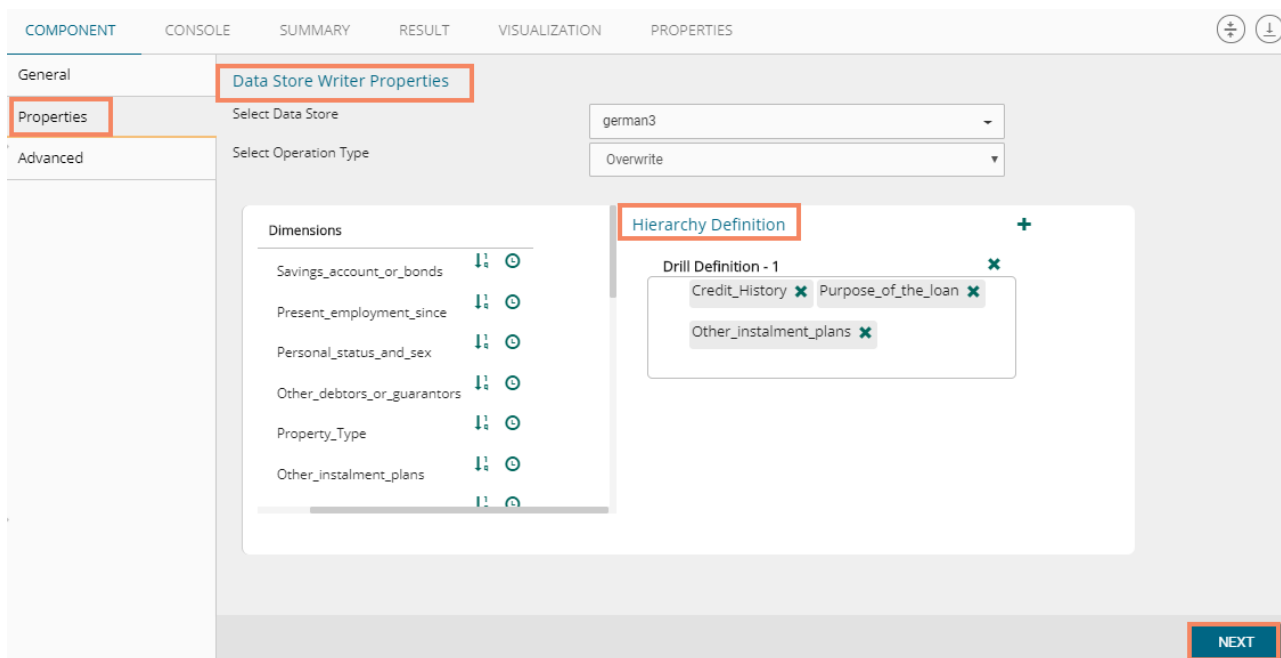 COMPONENT CONSOLE SUMMARY RESULT VISUALIZATION PROPERTIES
General
Properties
Advanced
Data Store Writer Properties
Select Data Store german3
Select Operation Type Overwrite
Dimensions
Savings_account_or_bonds
Present_employment_since
Personal_status_and_sex
Other_debtors_or_guarantors
Property_Type
Other_instalment_plans
Hierarchy Definition
Drill Definition - 1
Credit_History Purpose_of_the_loan
Other_instalment_plans
NEXT